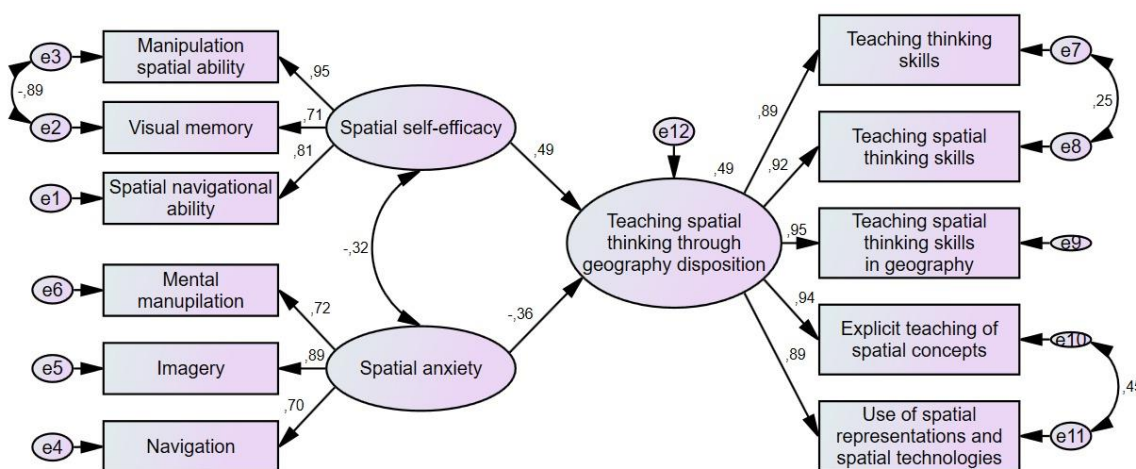 e3
Manipulation
spatial ability
-,89
e2
Visual memory
e1
Spatial navigational
ability
,95
,71
,81
Spatial self-efficacy
-,32
e6
Mental
manupilation
e5
Imagery
e4
Navigation
,72
,89
,70
Spatial anxiety
,49
-,36
e12
,49
Teaching spatial
thinking through
geography disposition
,89
,92
,95
,94
,89
Teaching thinking
skills
e7
,25
Teaching spatial
thinking skills
e8
Teaching spatial
thinking skills
in geography
e9
Explicit teaching of
spatial concepts
e10
,45
Use of spatial
representations and
spatial technologies
e11